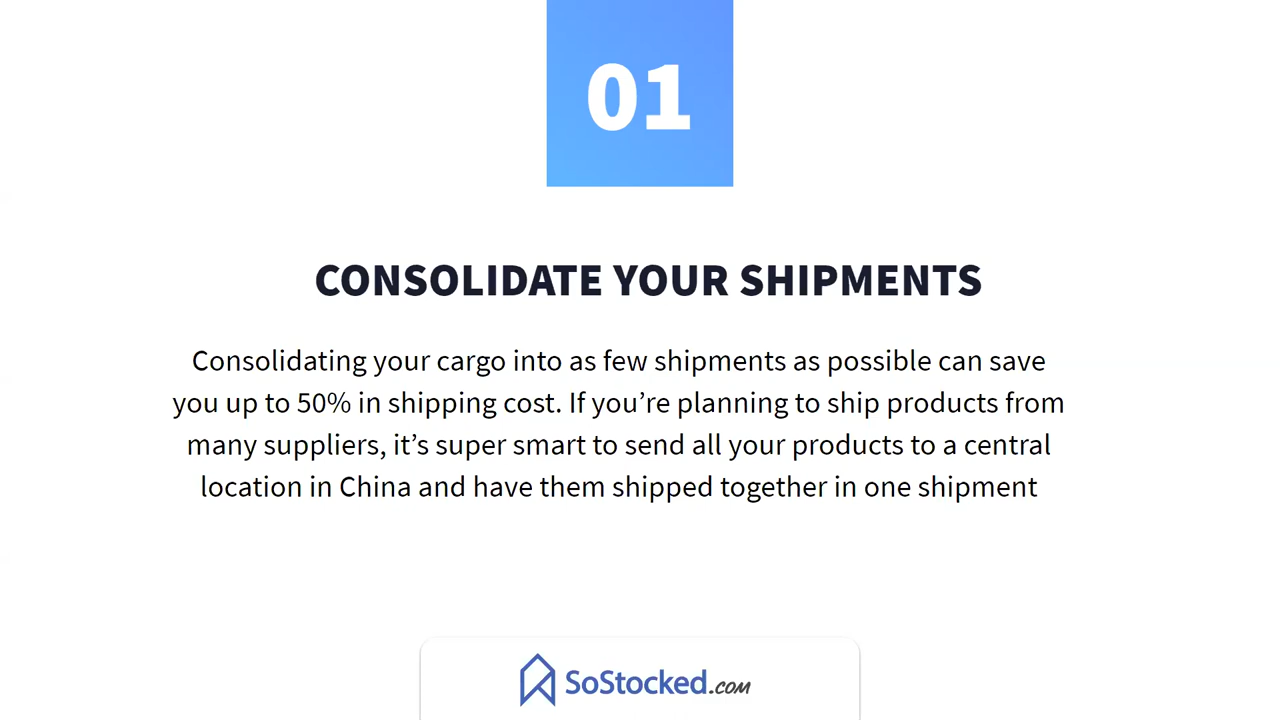 01
CONSOLIDATE YOUR SHIPMENTS
Consolidating your cargo into as few shipments as possible can save
you up to 50% in shipping cost. If you’re planning to ship products from
many suppliers, it’s super smart to send all your products to a central
location in China and have them shipped together in one shipment
SoStocked.com